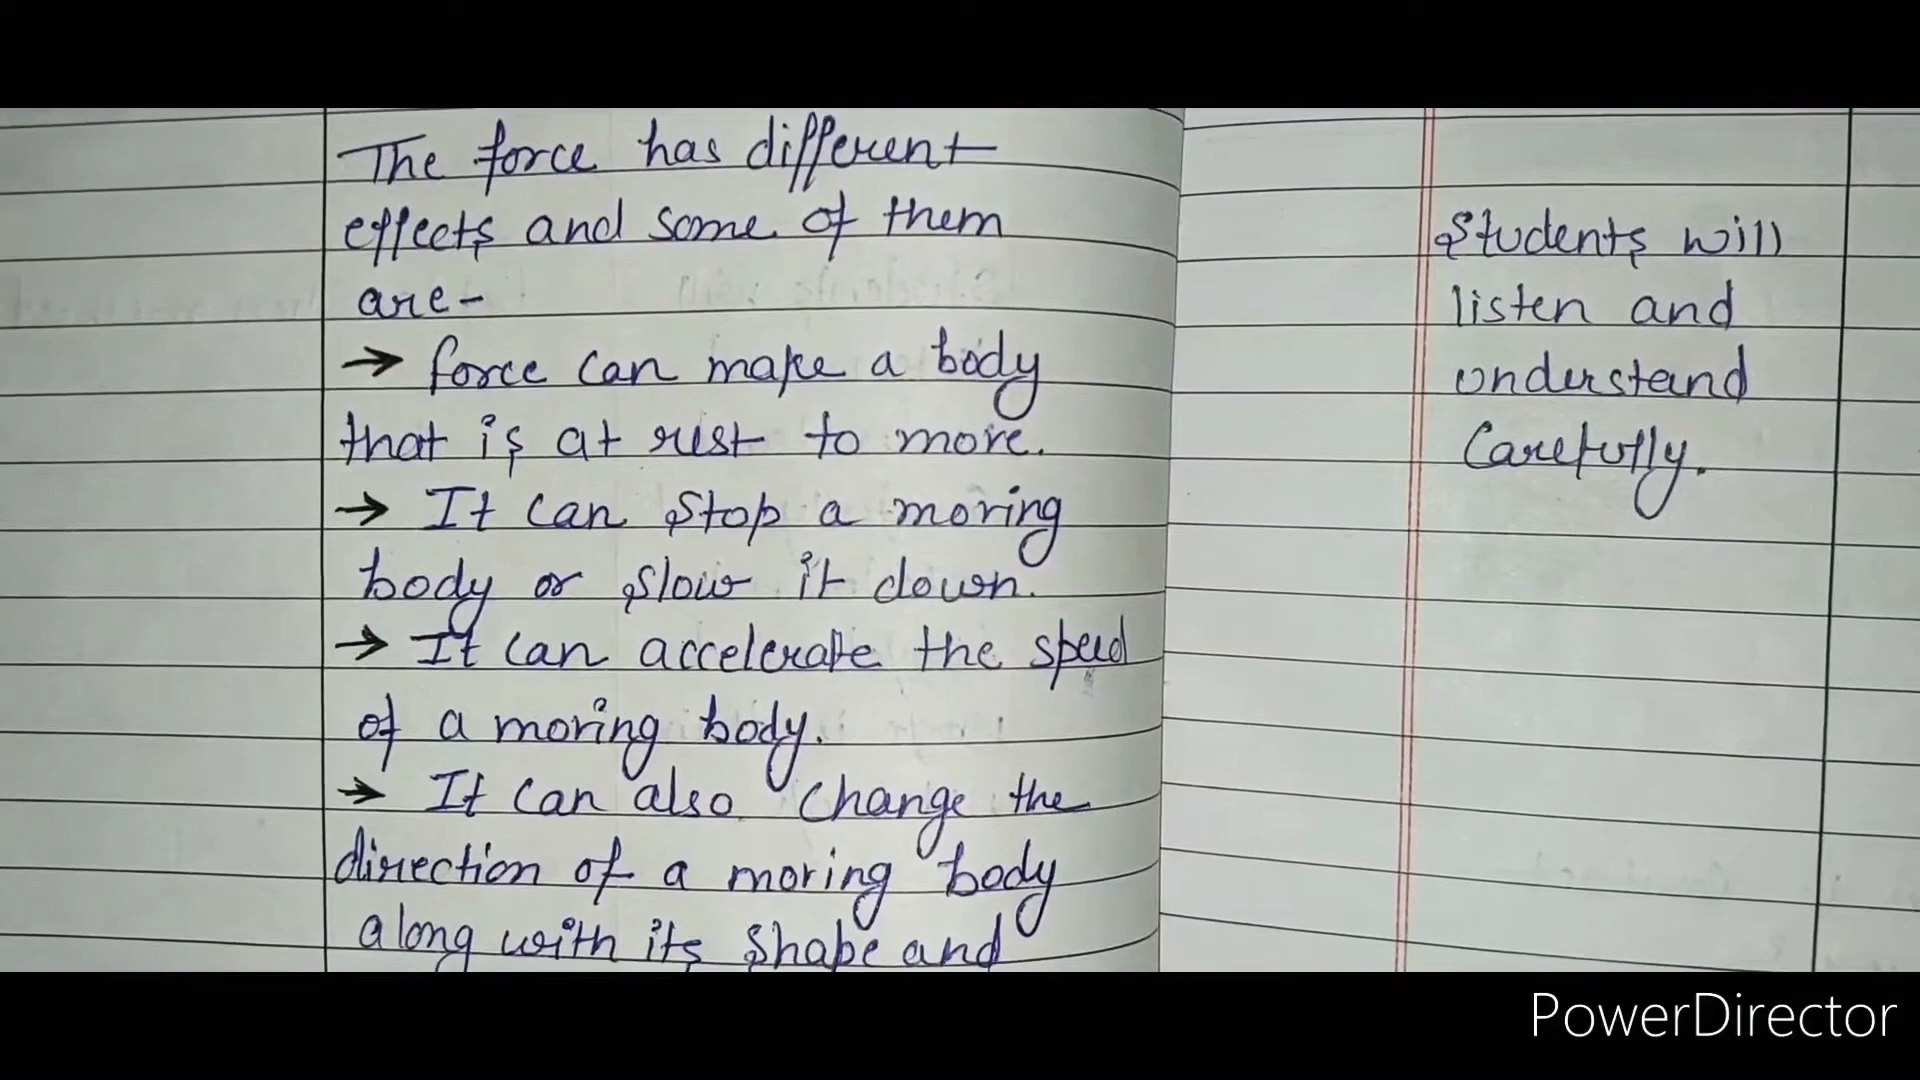 The force has different
effects and some of them
are-
→ force can make a body
that is at rest to move.
→ It can stop a moving
body or slow it down.
→ It can accelerate the speed
of a moving body.
→ It can also change the
direction of a moving body
along with its shape and
Students will
listen and
understand
Carefully.
PowerDirector